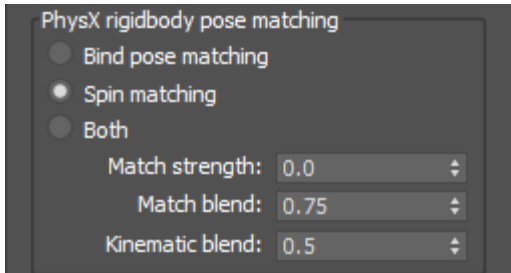 PhysX rigidbody pose matching
Bind pose matching
Spin matching
Both
Match strength: 0.0
Match blend: 0.75
Kinematic blend: 0.5